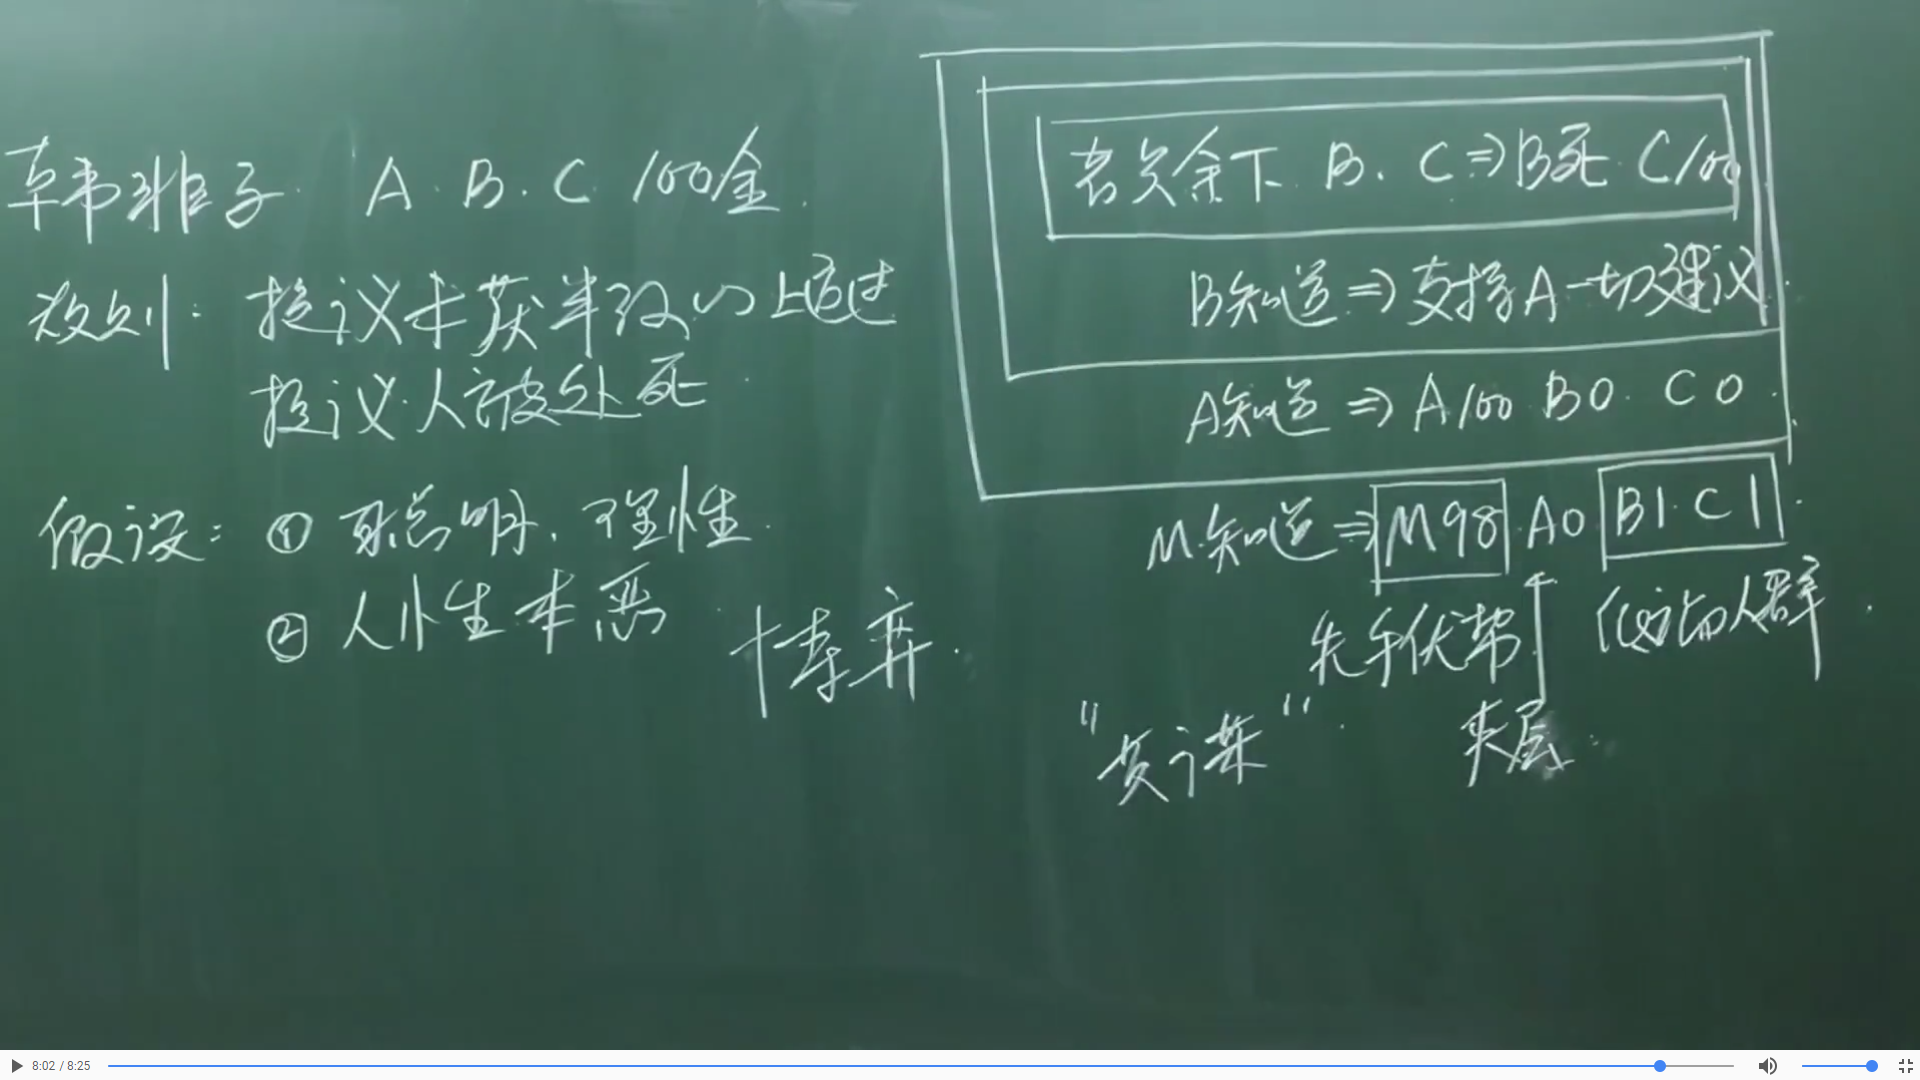 韩非子 A. B. C 100金.
规则: 提议未获半数以上通过
提议人被处死.
假设: ① 聪明、理性.
② 人性本恶
博弈.
若只余下 B. C ⇒ B死 C100
B知道 ⇒ 支持A一切建议.
A知道 ⇒ A100 B0. C0.
M知道 ⇒ M98 A0 B1. C1.
先手优势. 低价的人群.
夹层.
"黄谋".
8:02 / 8:25